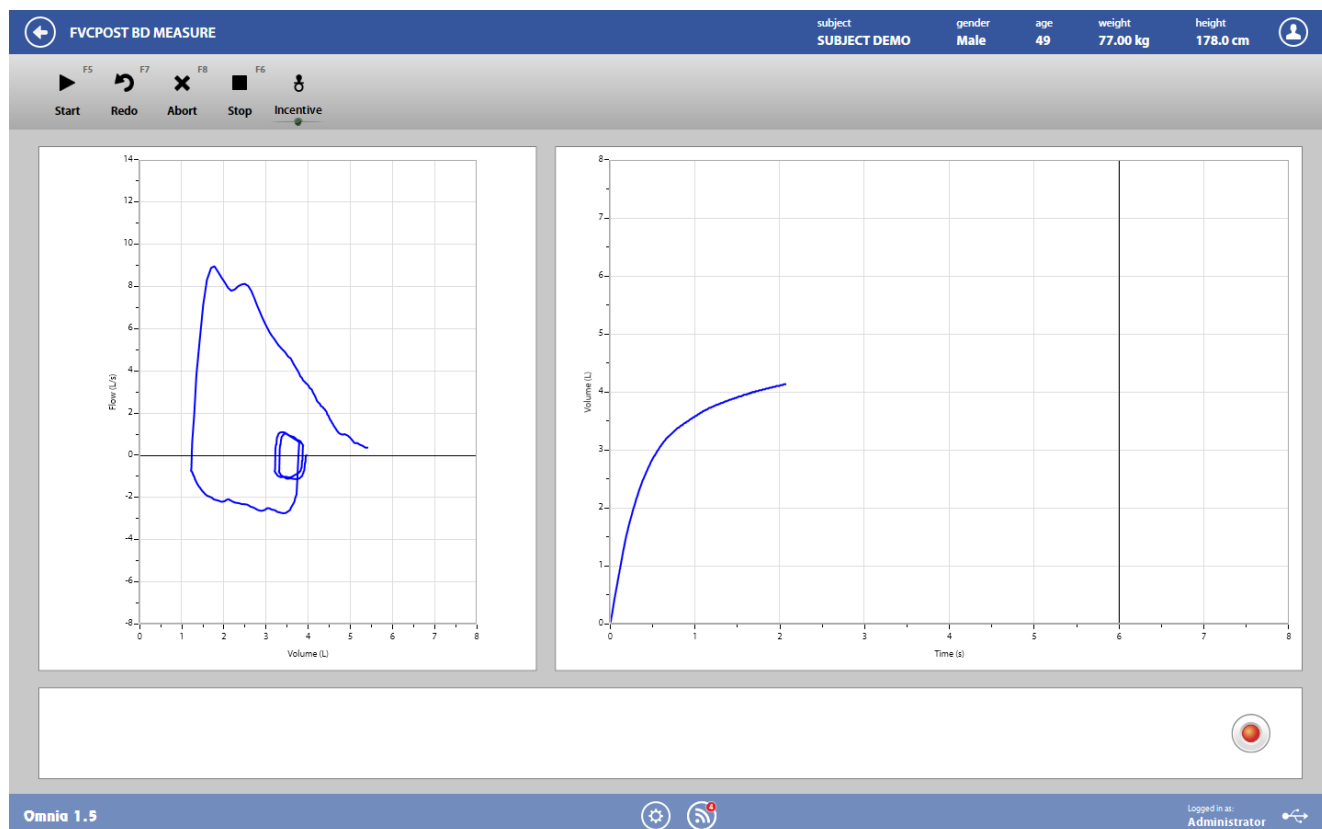 FVCPOST BD MEASURE
subject gender age weight height
SUBJECT DEMO Male 49 77.00 kg 178.0 cm
F5 F7 F8 F6
Start Redo Abort Stop Incentive
14
12
10
8
6
4
2
0
-2
-4
-6
-8
Flow (L/s)
0 1 2 3 4 5 6 7 8
Volume (L)
8
7
6
5
4
3
2
1
0
Volume (L)
0 1 2 3 4 5 6 7 8
Time (s)
Omnia 1.5
4
Logged in as:
Administrator